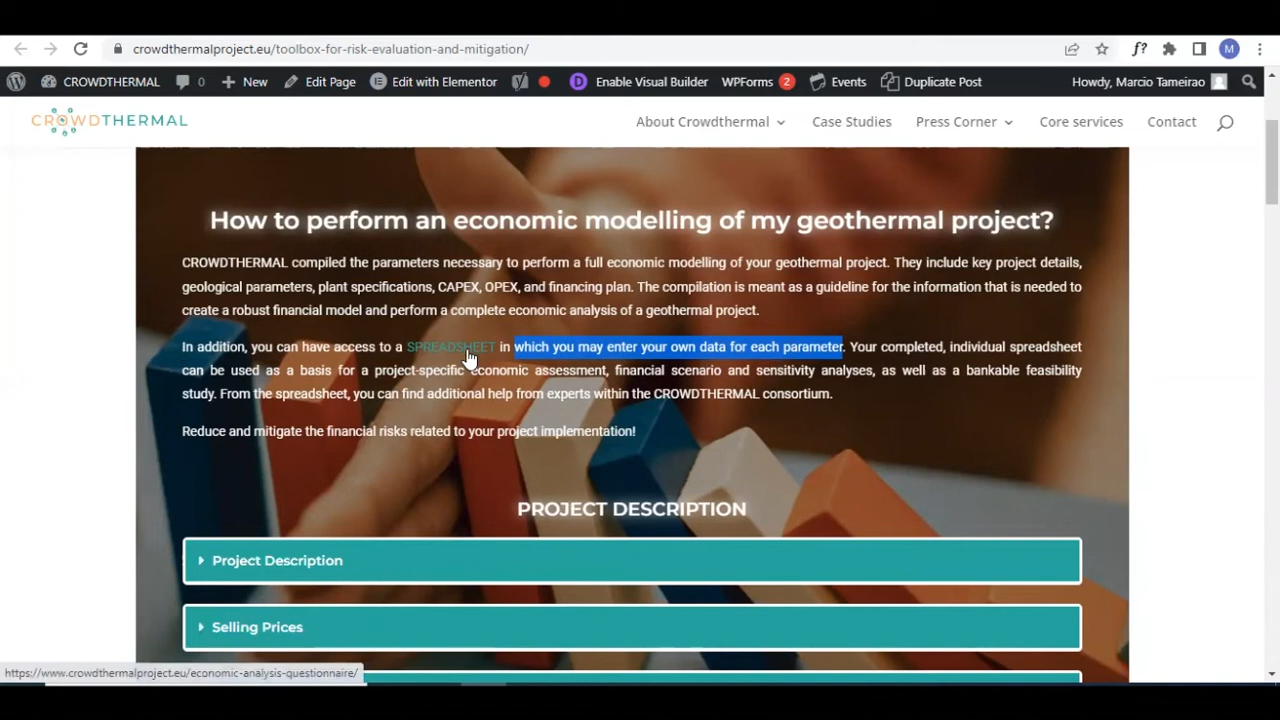 crowdthermalproject.eu/toolbox-for-risk-evaluation-and-mitigation/
f?
M
CROWDTHERMAL 0 New Edit Page Edit with Elementor Enable Visual Builder WPForms 2 Events Duplicate Post Howdy, Marcio Tameirao
CROWDTHERMAL
About Crowdthermal Case Studies Press Corner Core services Contact
How to perform an economic modelling of my geothermal project?
CROWDTHERMAL compiled the parameters necessary to perform a full economic modelling of your geothermal project. They include key project details,
geological parameters, plant specifications, CAPEX, OPEX, and financing plan. The compilation is meant as a guideline for the information that is needed to
create a robust financial model and perform a complete economic analysis of a geothermal project.
In addition, you can have access to a SPREADSHEET in which you may enter your own data for each parameter. Your completed, individual spreadsheet
can be used as a basis for a project-specific economic assessment, financial scenario and sensitivity analyses, as well as a bankable feasibility
study. From the spreadsheet, you can find additional help from experts within the CROWDTHERMAL consortium.
Reduce and mitigate the financial risks related to your project implementation!
PROJECT DESCRIPTION
Project Description
Selling Prices
https://www.crowdthermalproject.eu/economic-analysis-questionnaire/